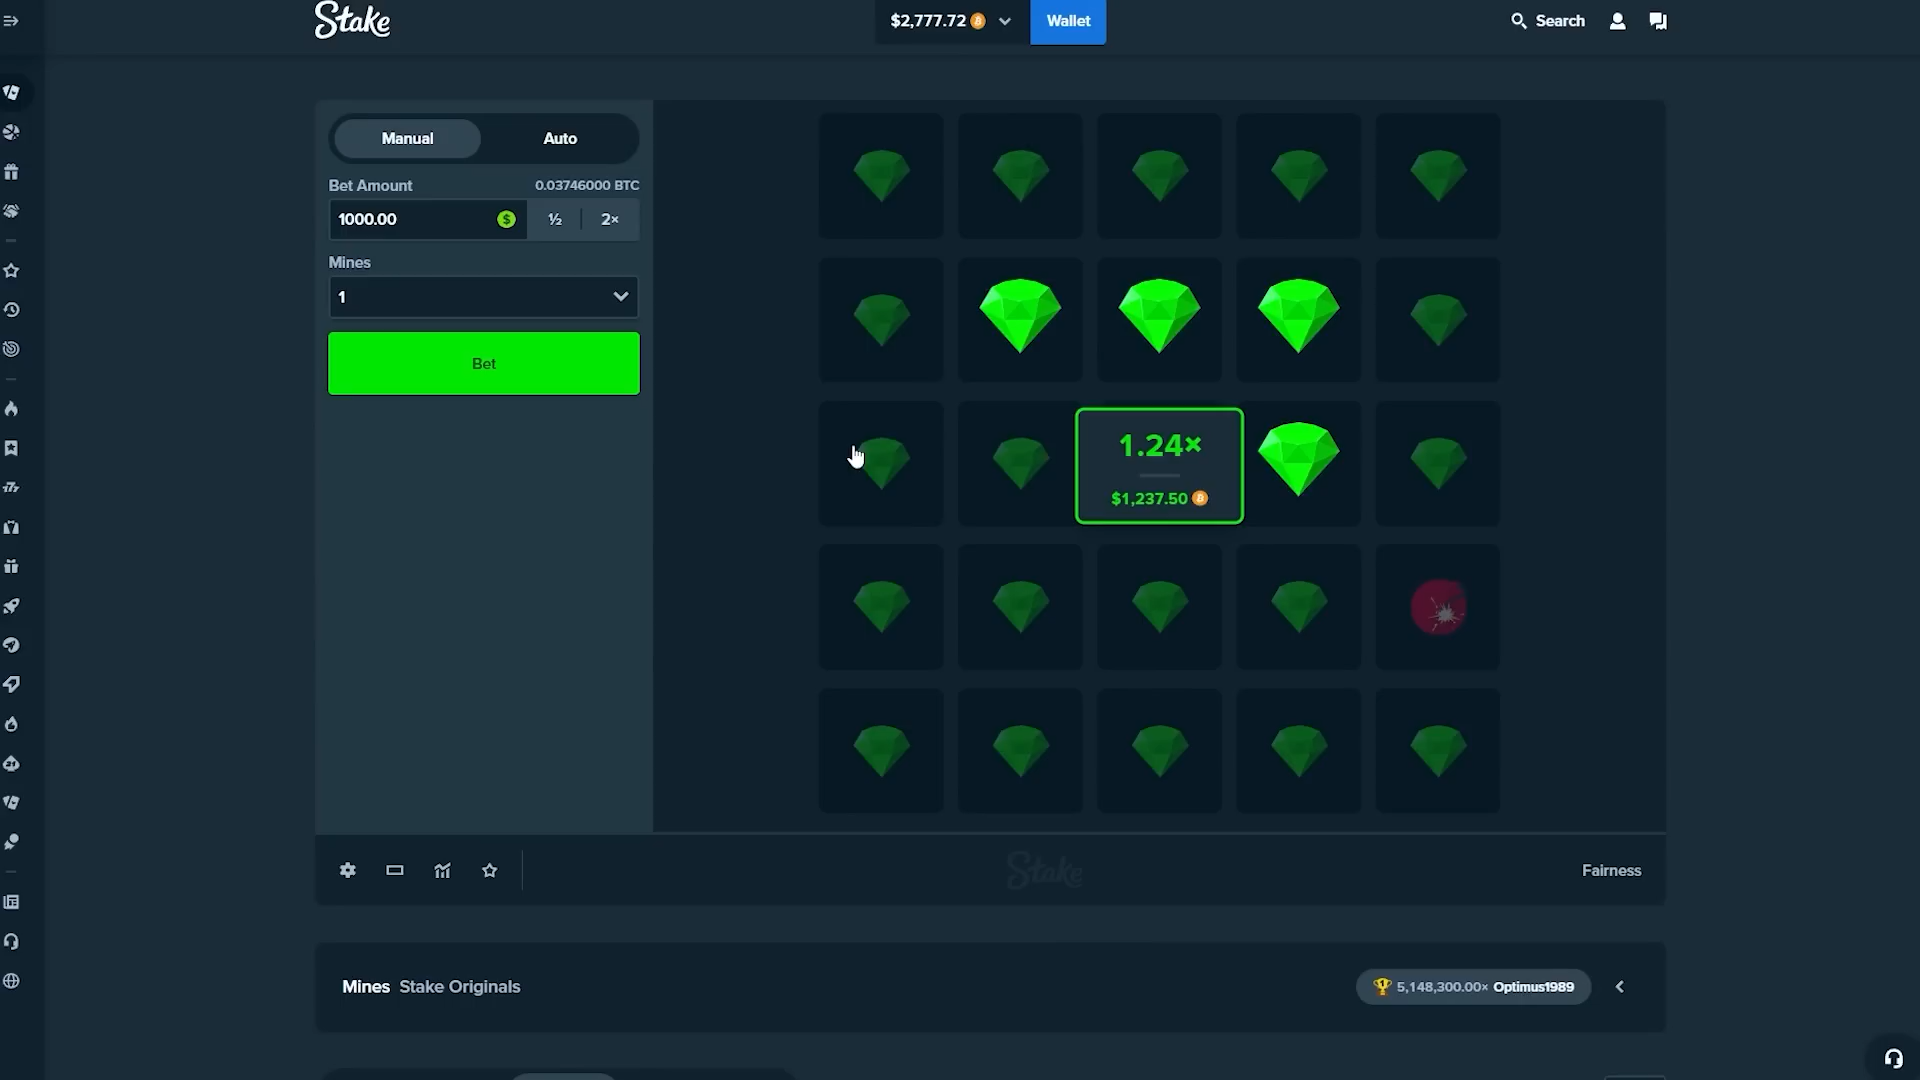 Stake
$2,777.72
Wallet
Search
Manual
Auto
Bet Amount
0.03746000 BTC
1000.00
$
½
2×
Mines
1
Bet
1.24×
$1,237.50
Stake
Fairness
Mines Stake Originals
5,148,300.00× Optimus1989